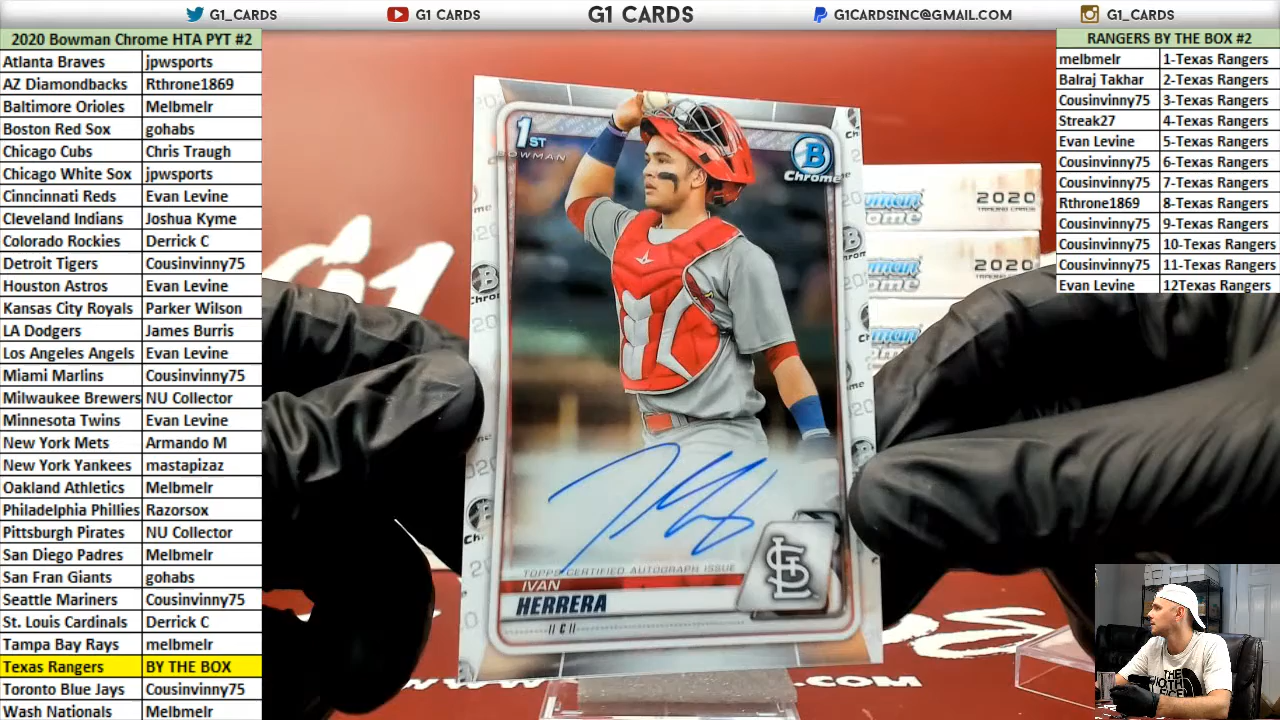 G1_CARDS
G1 CARDS
G1 CARDS
G1CARDSINC@GMAIL.COM
G1_CARDS
2020 Bowman Chrome HTA PYT #2
Atlanta Braves jpwsports
AZ Diamondbacks Rthrone1869
Baltimore Orioles Melbmelr
Boston Red Sox gohabs
Chicago Cubs Chris Traugh
Chicago White Sox jpwsports
Cinncinati Reds Evan Levine
Cleveland Indians Joshua Kyme
Colorado Rockies Derrick C
Detroit Tigers Cousinvinny75
Houston Astros Evan Levine
Kansas City Royals Parker Wilson
LA Dodgers James Burris
Los Angeles Angels Evan Levine
Miami Marlins Cousinvinny75
Milwaukee Brewers NU Collector
Minnesota Twins Evan Levine
New York Mets Armando M
New York Yankees mastapizaz
Oakland Athletics Melbmelr
Philadelphia Phillies Razorsox
Pittsburgh Pirates NU Collector
San Diego Padres Melbmelr
San Fran Giants gohabs
Seattle Mariners Cousinvinny75
St. Louis Cardinals Derrick C
Tampa Bay Rays melbmelr
Texas Rangers BY THE BOX
Toronto Blue Jays Cousinvinny75
Wash Nationals Melbmelr
RANGERS BY THE BOX #2
melbmelr 1-Texas Rangers
Balraj Takhar 2-Texas Rangers
Cousinvinny75 3-Texas Rangers
Streak27 4-Texas Rangers
Evan Levine 5-Texas Rangers
Cousinvinny75 6-Texas Rangers
Cousinvinny75 7-Texas Rangers
Rthrone1869 8-Texas Rangers
Cousinvinny75 9-Texas Rangers
Cousinvinny75 10-Texas Rangers
Cousinvinny75 11-Texas Rangers
Evan Levine 12Texas Rangers
1ST
BOWMAN
B
Chrome
TOPPS CERTIFIED AUTOGRAPH ISSUE
IVAN
HERRERA
C
STL
2020
2020
G1
THE